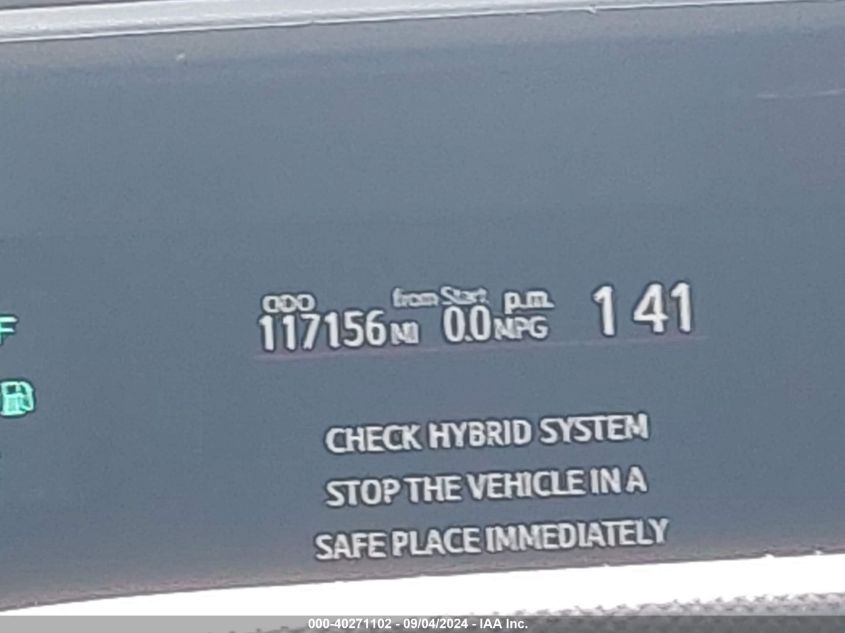 ODO from Start p.m. 1 41
117156 MI 0.0 MPG
CHECK HYBRID SYSTEM
STOP THE VEHICLE IN A
SAFE PLACE IMMEDIATELY
F
000-40271102 - 09/04/2024 - IAA Inc.